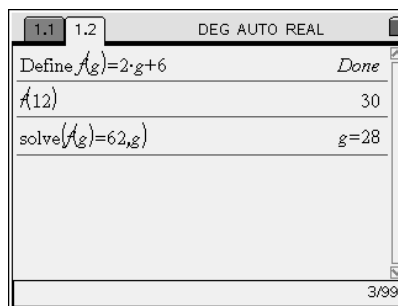 1.1 1.2 DEG AUTO REAL
Define f(g)=2·g+6 Done
f(12) 30
solve(f(g)=62,g) g=28
3/99